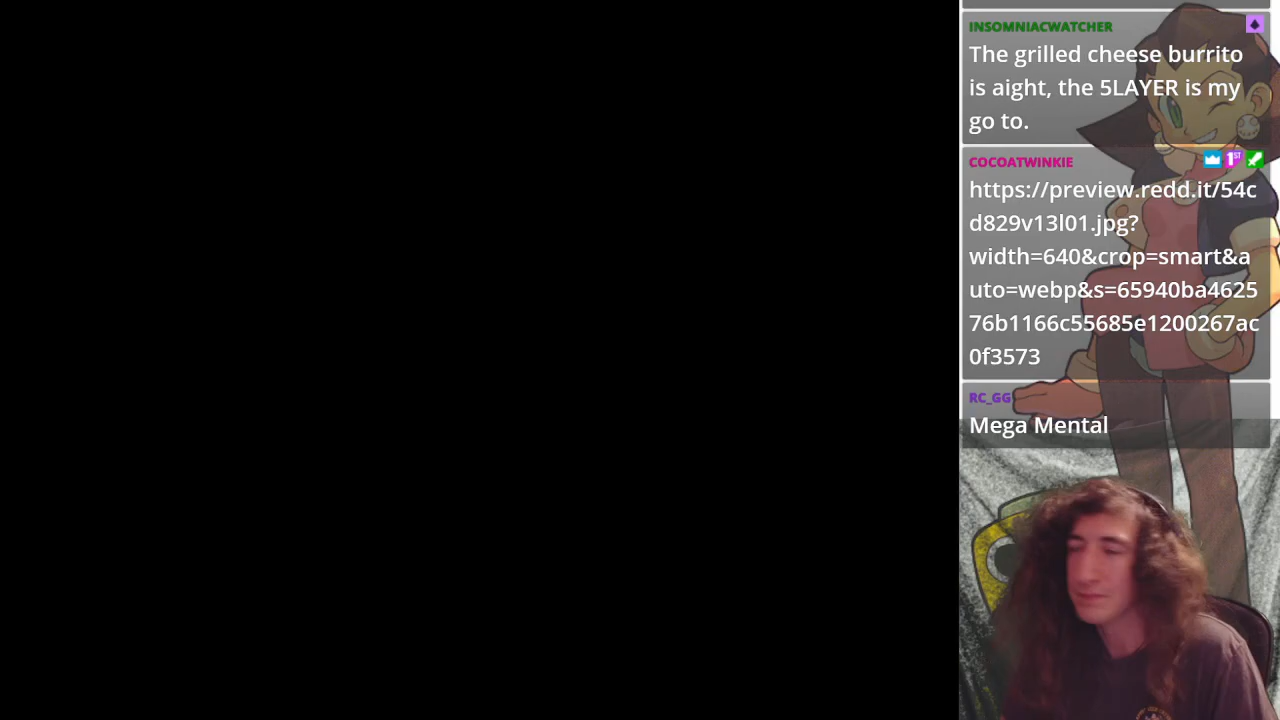 INSOMNIACWATCHER
The grilled cheese burrito
is aight, the 5LAYER is my
go to.
COCOATWINKIE
1ST
https://preview.redd.it/54c
d829v13l01.jpg?
width=640&crop=smart&a
uto=webp&s=65940ba4625
76b1166c55685e1200267ac
0f3573
RC_GG
Mega Mental